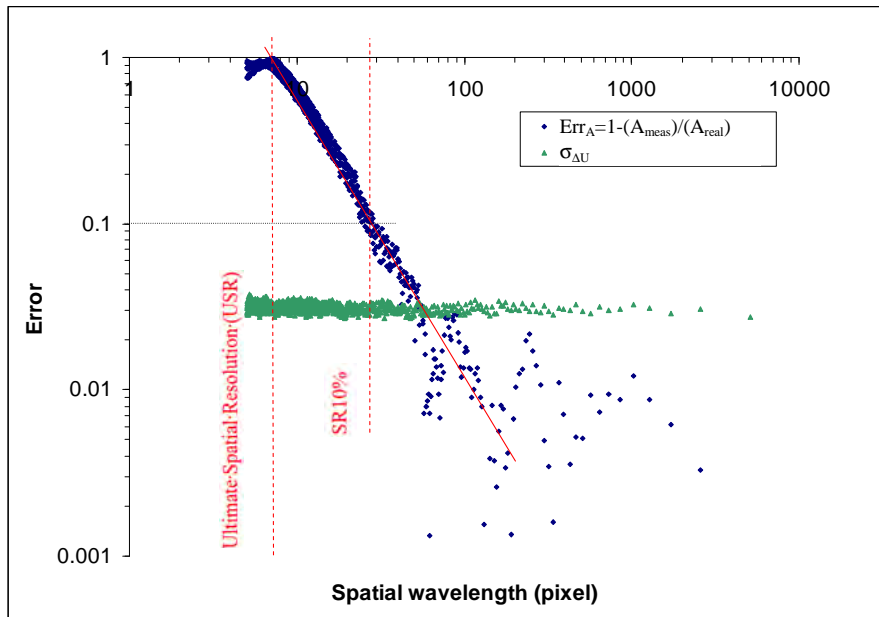 1
0.1
0.01
0.001
1 10 100 1000 10000
Err_A=1-(A_meas)/(A_real)
σ_ΔU
Error
Ultimate·Spatial·Resolution·(USR)
SR10%
Spatial wavelength (pixel)